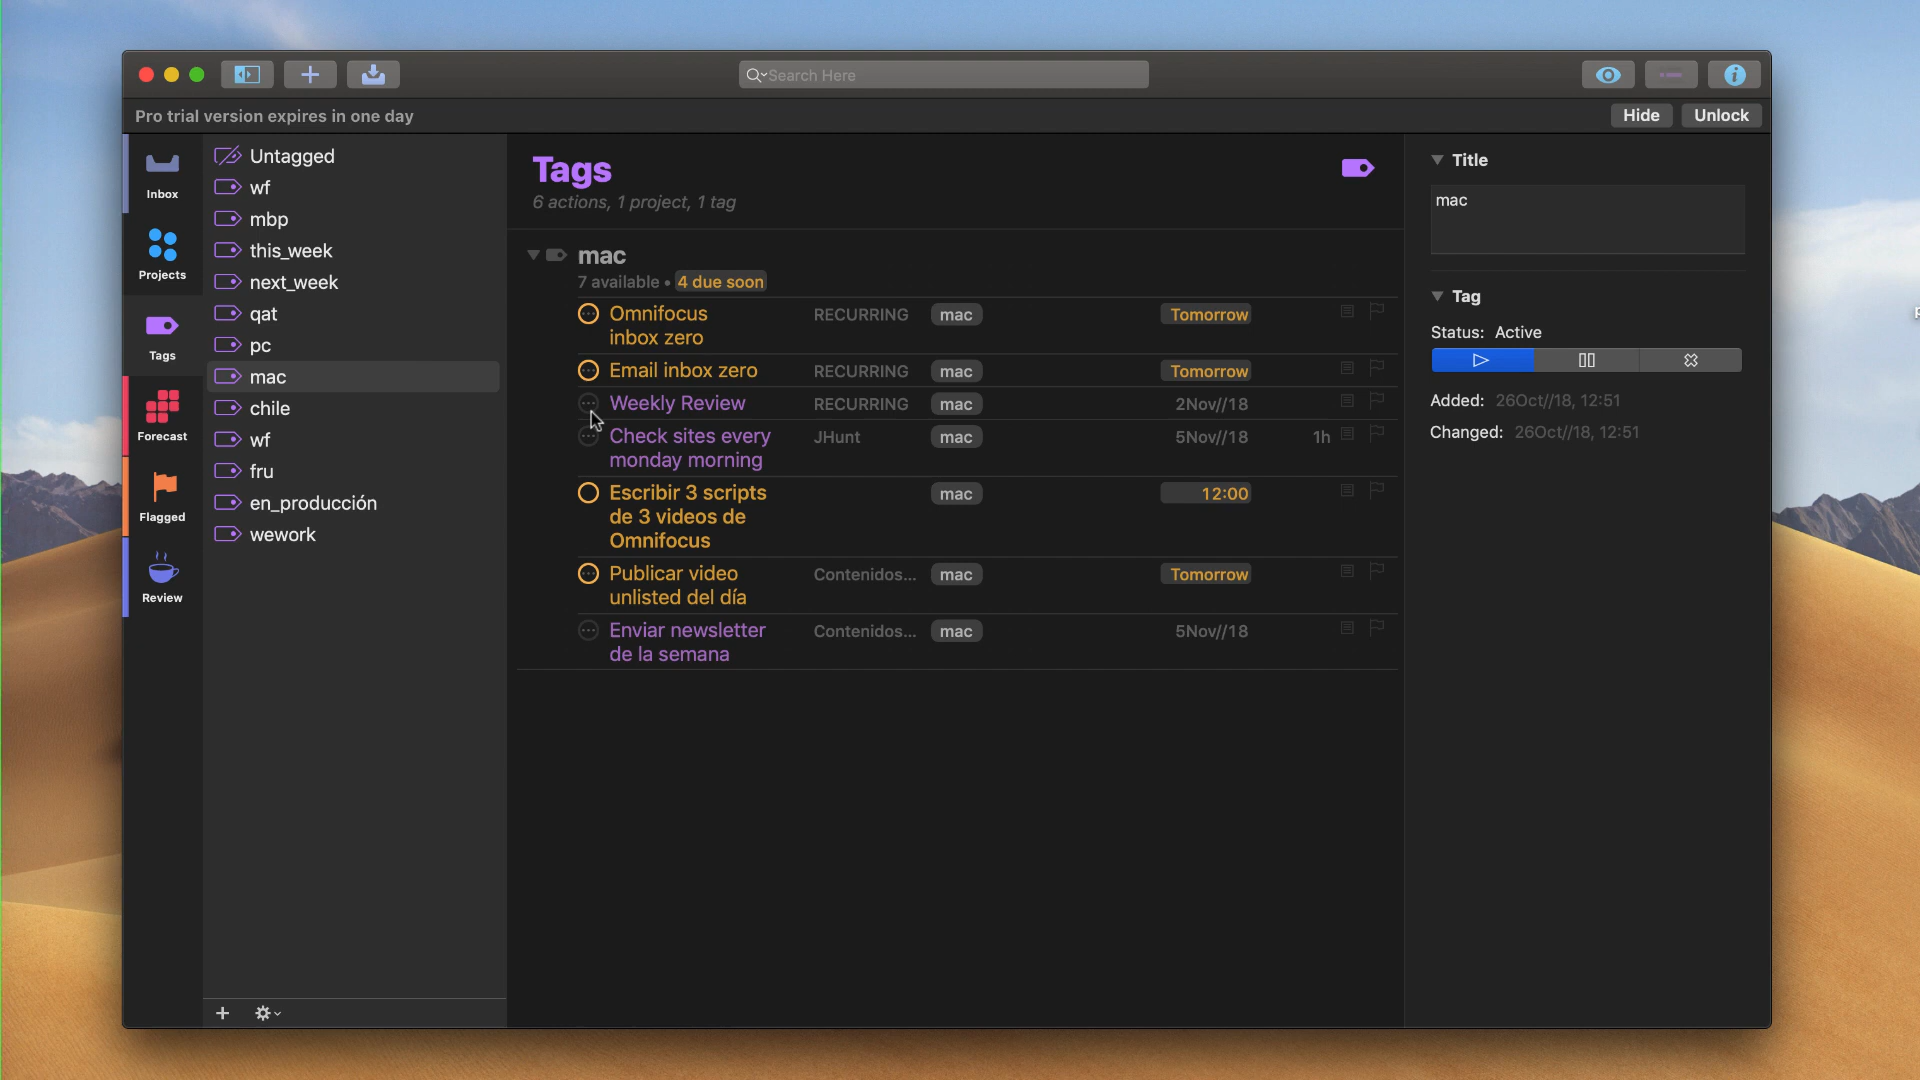 Search Here
Pro trial version expires in one day
Hide
Unlock
Inbox
Projects
Tags
Forecast
Flagged
Review
Untagged
wf
mbp
this_week
next_week
qat
pc
mac
chile
wf
fru
en_producción
wework
Tags
6 actions, 1 project, 1 tag
mac
7 available • 4 due soon
Omnifocus RECURRING mac Tomorrow
inbox zero
Email inbox zero RECURRING mac Tomorrow
Weekly Review RECURRING mac 2Nov//18
Check sites every JHunt mac 5Nov//18 1h
monday morning
Escribir 3 scripts mac 12:00
de 3 videos de
Omnifocus
Publicar video Contenidos... mac Tomorrow
unlisted del día
Enviar newsletter Contenidos... mac 5Nov//18
de la semana
Title
mac
Tag
Status: Active
Added: 26Oct//18, 12:51
Changed: 26Oct//18, 12:51